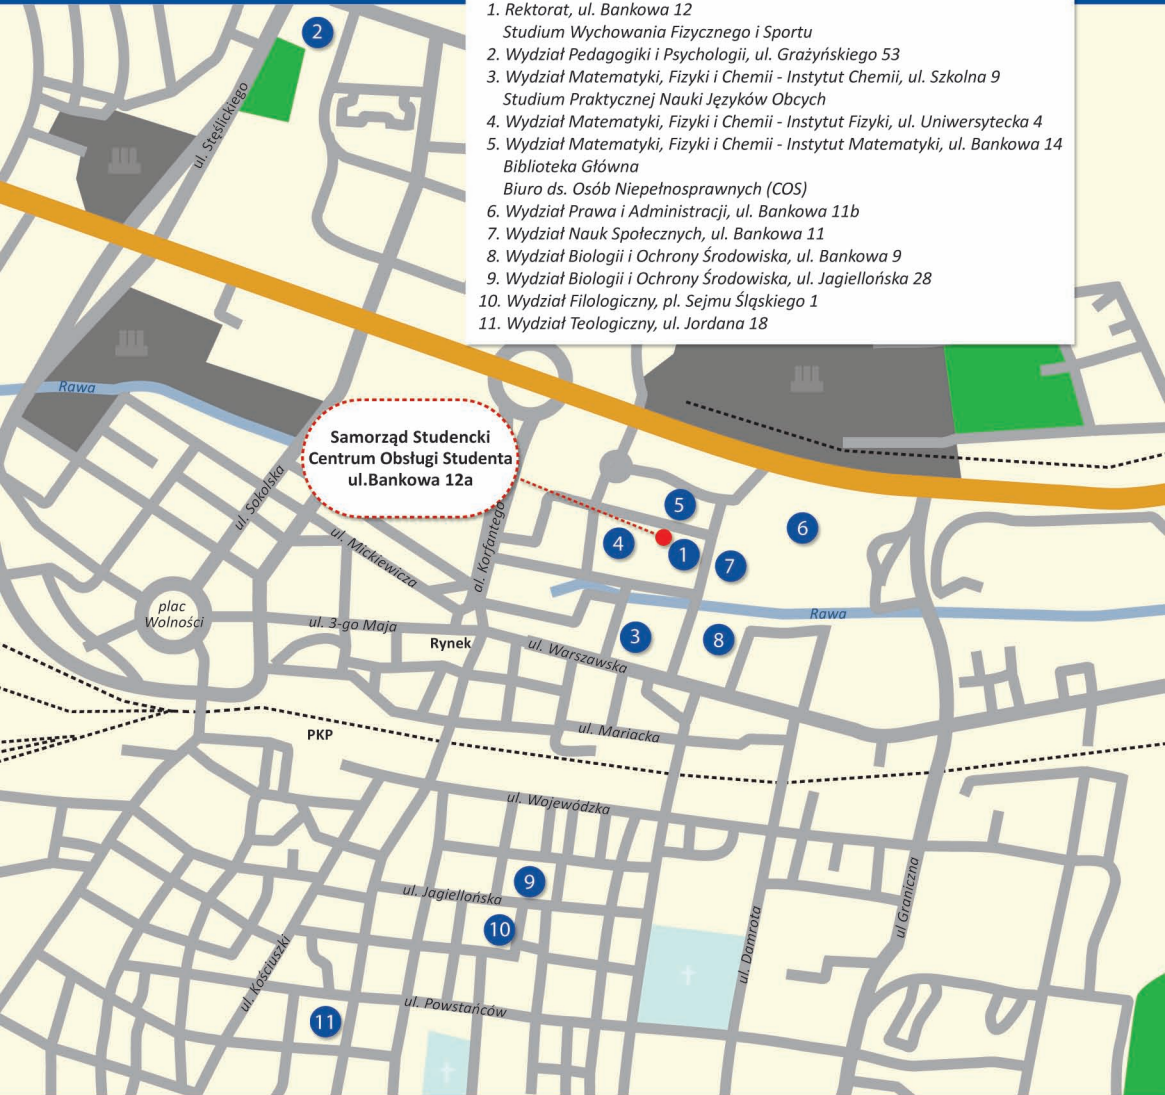 1. Rektorat, ul. Bankowa 12
Studium Wychowania Fizycznego i Sportu
2. Wydział Pedagogiki i Psychologii, ul. Grażyńskiego 53
3. Wydział Matematyki, Fizyki i Chemii - Instytut Chemii, ul. Szkolna 9
Studium Praktycznej Nauki Języków Obcych
4. Wydział Matematyki, Fizyki i Chemii - Instytut Fizyki, ul. Uniwersytecka 4
5. Wydział Matematyki, Fizyki i Chemii - Instytut Matematyki, ul. Bankowa 14
Biblioteka Główna
Biuro ds. Osób Niepełnosprawnych (COS)
6. Wydział Prawa i Administracji, ul. Bankowa 11b
7. Wydział Nauk Społecznych, ul. Bankowa 11
8. Wydział Biologii i Ochrony Środowiska, ul. Bankowa 9
9. Wydział Biologii i Ochrony Środowiska, ul. Jagiellońska 28
10. Wydział Filologiczny, pl. Sejmu Śląskiego 1
11. Wydział Teologiczny, ul. Jordana 18
2
ul. Stęślickiego
Rawa
Samorząd Studencki
Centrum Obsługi Studenta
ul.Bankowa 12a
ul. Sokolska
ul. Mickiewicza
al. Korfantego
5
6
4
1
7
plac
Wolności
ul. 3-go Maja
Rynek
ul. Warszawska
3
8
Rawa
PKP
ul. Mariacka
ul. Wojewódzka
9
ul. Jagiellońska
10
ul. Kościuszki
ul. Damrota
ul Graniczna
ul. Powstańców
11